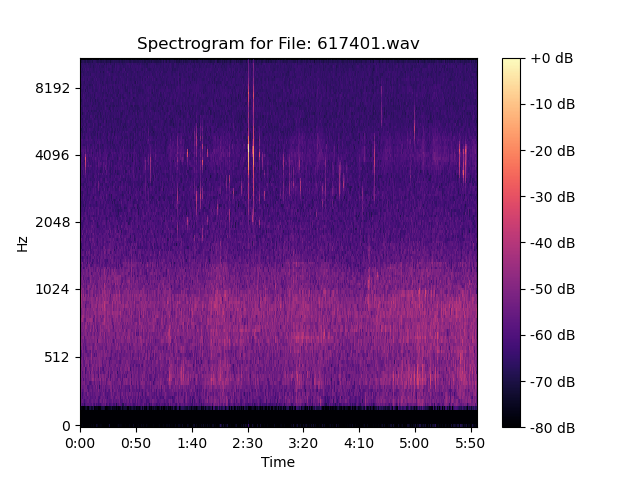 Spectrogram for File: 617401.wav
+0 dB
8192
-10 dB
4096
-20 dB
-30 dB
2048
Hz
-40 dB
1024
-50 dB
-60 dB
512
-70 dB
0
-80 dB
0:00 0:50 1:40 2:30 3:20 4:10 5:00 5:50
Time